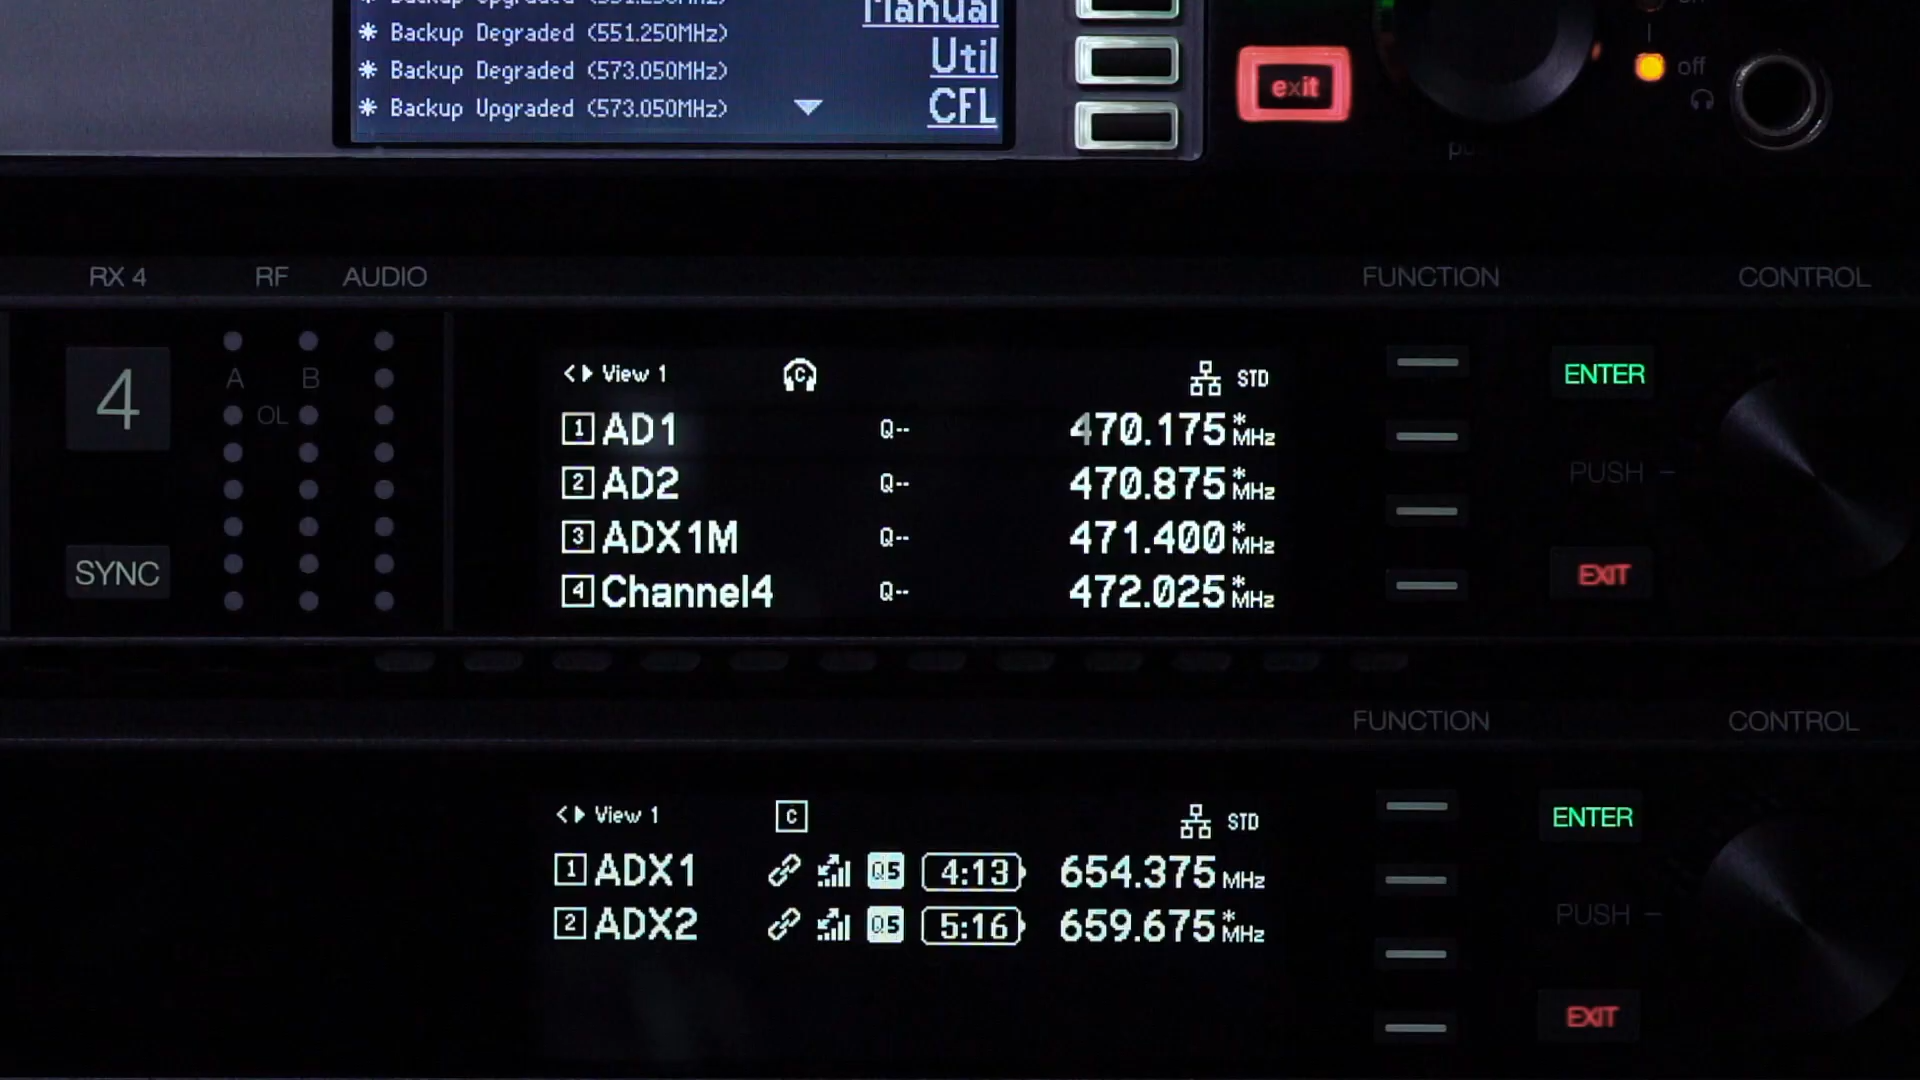 Backup Upgraded (551.250MHz)
* Backup Degraded (551.250MHz)
* Backup Degraded (573.050MHz)
* Backup Upgraded (573.050MHz)
Manual
Util
CFL
exit
off
RX 4
RF
AUDIO
FUNCTION
CONTROL
4
A
B
OL
SYNC
View 1
C
STD
1 AD1 Q-- 470.175 * MHz
2 AD2 Q-- 470.875 * MHz
3 ADX1M Q-- 471.400 * MHz
4 Channel4 Q-- 472.025 * MHz
ENTER
PUSH
EXIT
FUNCTION
CONTROL
View 1
C
STD
1 ADX1 Q5 4:13 654.375 MHz
2 ADX2 Q5 5:16 659.675 * MHz
ENTER
PUSH
EXIT